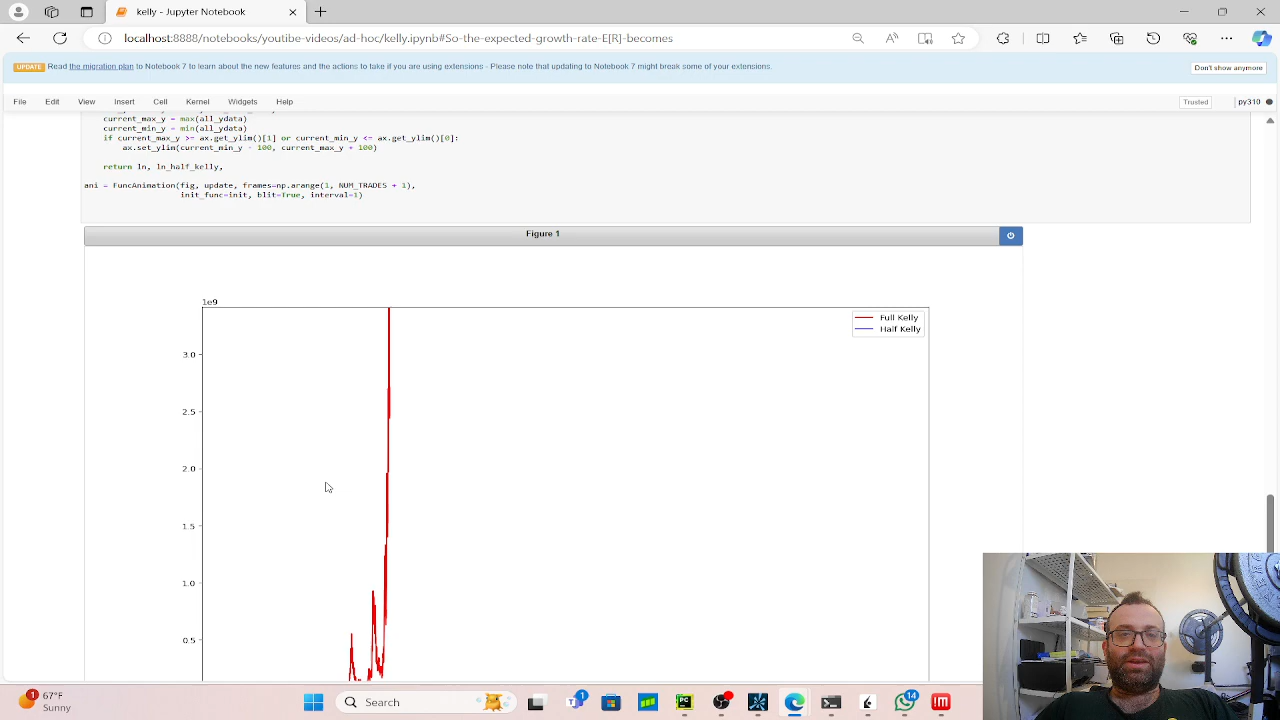 kelly - Jupyter Notebook
localhost:8888/notebooks/youtibe-videos/ad-hoc/kelly.ipynb#So-the-expected-growth-rate-E[R]-becomes
UPDATE Read the migration plan to Notebook 7 to learn about the new features and the actions to take if you are using extensions - Please note that updating to Notebook 7 might break some of your extensions.
Don't show anymore
File Edit View Insert Cell Kernel Widgets Help
Trusted py310
current_max_y = max(all_ydata)
current_min_y = min(all_ydata)
if current_max_y >= ax.get_ylim()[1] or current_min_y <= ax.get_ylim()[0]:
ax.set_ylim(current_min_y - 100, current_max_y + 100)
return ln, ln_half_kelly,
ani = FuncAnimation(fig, update, frames=np.arange(1, NUM_TRADES + 1),
init_func=init, blit=True, interval=1)
Figure 1
1e9
Full Kelly
Half Kelly
3.0
2.5
2.0
1.5
1.0
0.5
1
67°F
Sunny
Search
1
14